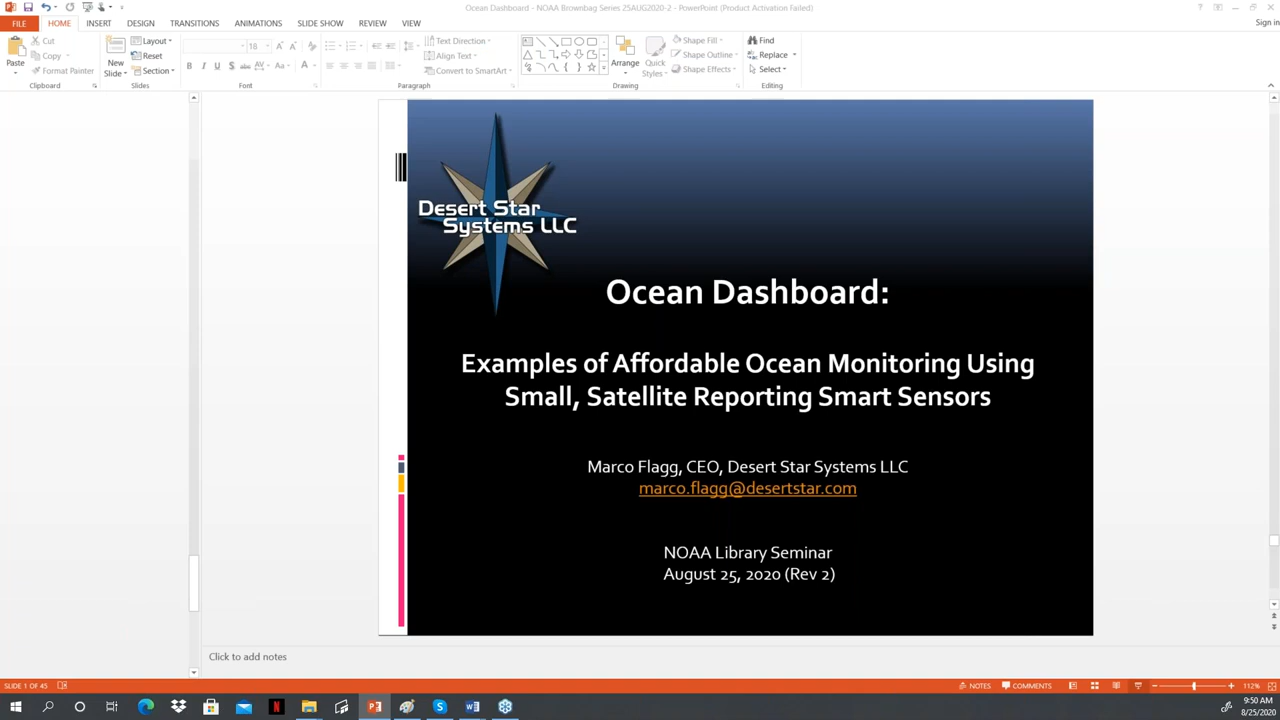 Ocean Dashboard - NOAA Brownbag Series 25AUG2020-2 - PowerPoint (Product Activation Failed)
FILE HOME INSERT DESIGN TRANSITIONS ANIMATIONS SLIDE SHOW REVIEW VIEW Sign in
Paste
Cut
Copy
Format Painter
Clipboard
New
Slide
Layout
Reset
Section
Slides
18
B I U S abc AV Aa A
Font
Text Direction
Align Text
Convert to SmartArt
Paragraph
Arrange
Quick
Styles
Shape Fill
Shape Outline
Shape Effects
Drawing
Find
Replace
Select
Editing
Desert Star
Systems LLC
Ocean Dashboard:
Examples of Affordable Ocean Monitoring Using
Small, Satellite Reporting Smart Sensors
Marco Flagg, CEO, Desert Star Systems LLC
marco.flagg@desertstar.com
NOAA Library Seminar
August 25, 2020 (Rev 2)
Click to add notes
SLIDE 1 OF 45 NOTES COMMENTS 112%
9:50 AM
8/25/2020